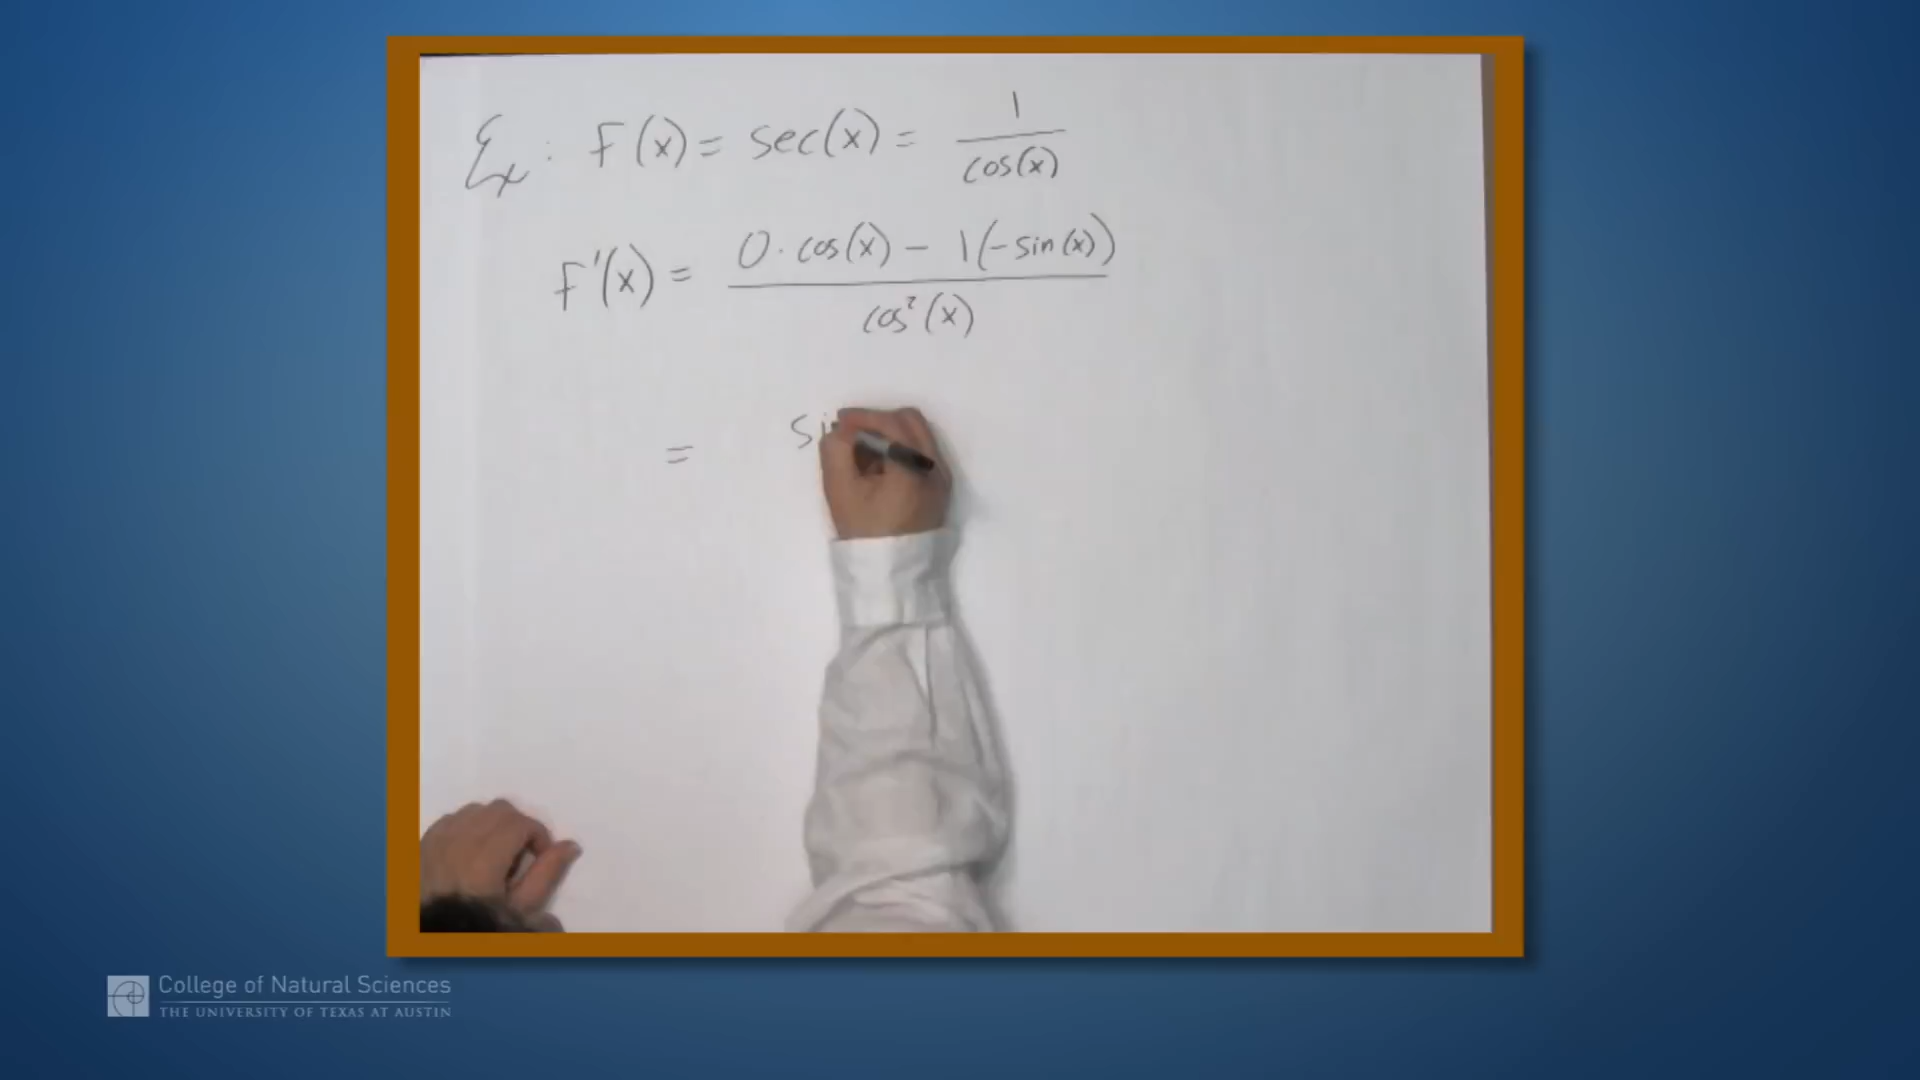 Ex: F(x) = sec(x) = 1/cos(x)
F'(x) = 0·cos(x) − 1(−sin(x))/cos²(x)
=
College of Natural Sciences
THE UNIVERSITY OF TEXAS AT AUSTIN